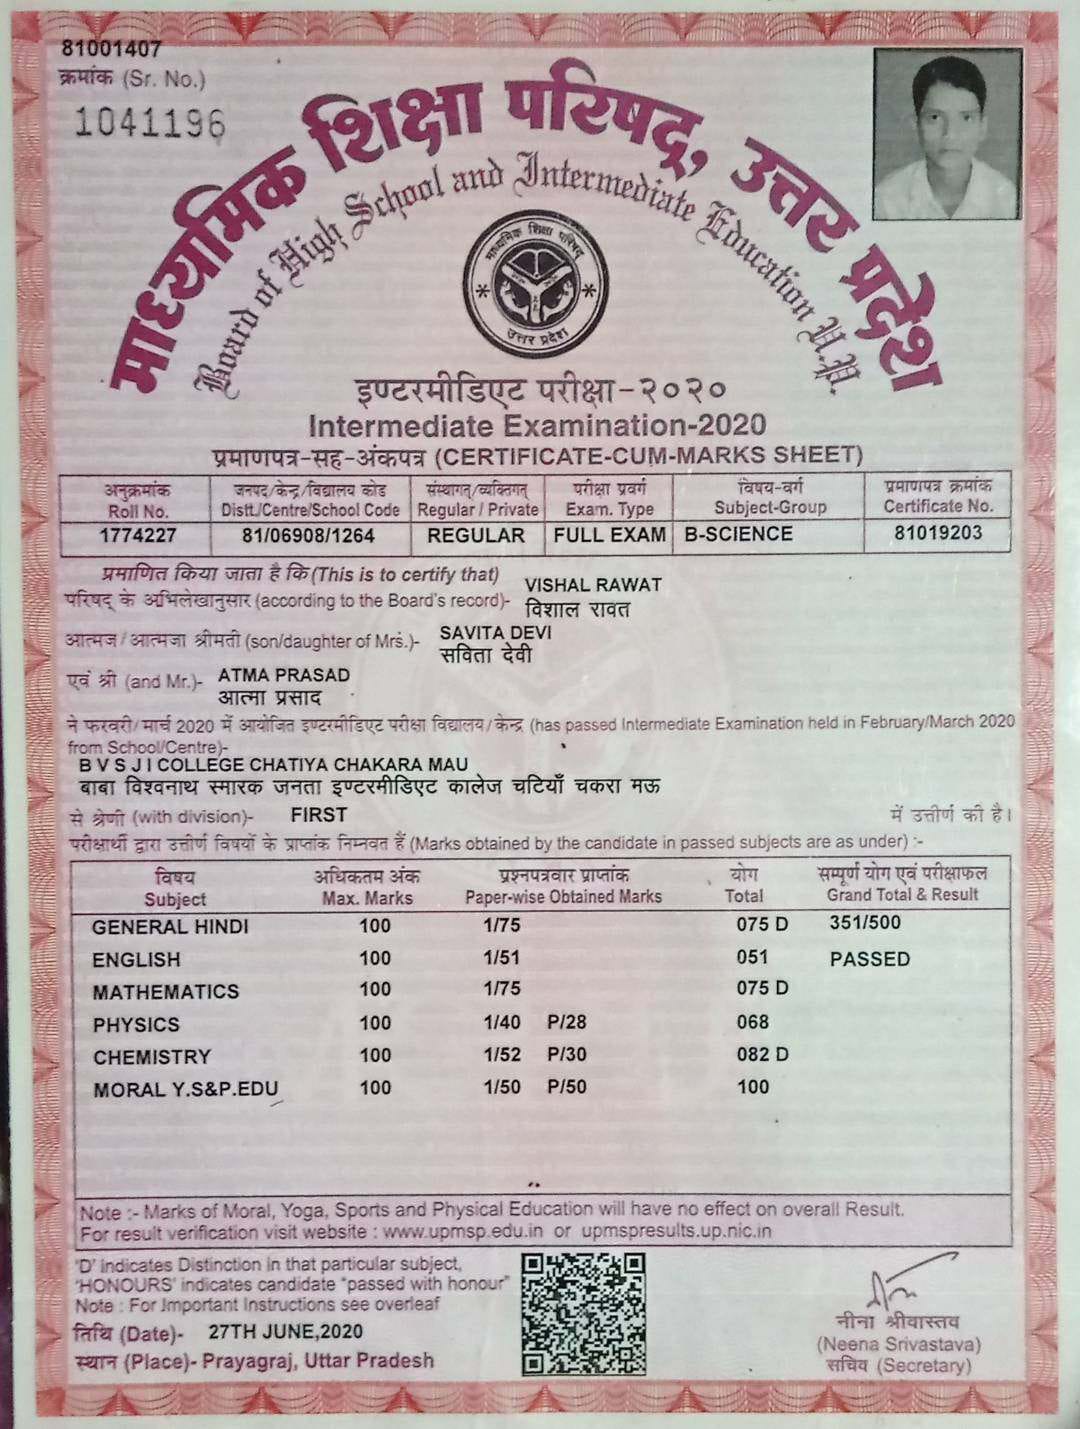 81001407
क्रमांक (Sr. No.)
1041196
माध्यमिक शिक्षा परिषद्, उत्तर प्रदेश
Board of High School and Intermediate Education U.P.
माध्यमिक शिक्षा परिषद्
उत्तर प्रदेश
इण्टरमीडिएट परीक्षा-२०२०
Intermediate Examination-2020
प्रमाणपत्र-सह-अंकपत्र (CERTIFICATE-CUM-MARKS SHEET)
अनुक्रमांक जनपद/केन्द्र/विद्यालय कोड संस्थागत्/व्यक्तिगत् परीक्षा प्रवर्ग विषय-वर्ग प्रमाणपत्र क्रमांक
Roll No. Distt./Centre/School Code Regular / Private Exam. Type Subject-Group Certificate No.
1774227 81/06908/1264 REGULAR FULL EXAM B-SCIENCE 81019203
प्रमाणित किया जाता है कि (This is to certify that) VISHAL RAWAT
परिषद् के अभिलेखानुसार (according to the Board's record)- विशाल रावत
आत्मज/आत्मजा श्रीमती (son/daughter of Mrs.)- SAVITA DEVI
सविता देवी
एवं श्री (and Mr.)- ATMA PRASAD
आत्मा प्रसाद
ने फरवरी/मार्च 2020 में आयोजित इण्टरमीडिएट परीक्षा विद्यालय/केन्द्र (has passed Intermediate Examination held in February/March 2020
from School/Centre)-
B V S J I COLLEGE CHATIYA CHAKARA MAU
बाबा विश्वनाथ स्मारक जनता इण्टरमीडिएट कालेज चटियाँ चकरा मऊ
से श्रेणी (with division)- FIRST में उत्तीर्ण की है।
परीक्षार्थी द्वारा उत्तीर्ण विषयों के प्राप्तांक निम्नवत हैं (Marks obtained by the candidate in passed subjects are as under) :-
विषय अधिकतम अंक प्रश्नपत्रवार प्राप्तांक योग सम्पूर्ण योग एवं परीक्षाफल
Subject Max. Marks Paper-wise Obtained Marks Total Grand Total & Result
GENERAL HINDI 100 1/75 075 D 351/500
ENGLISH 100 1/51 051 PASSED
MATHEMATICS 100 1/75 075 D
PHYSICS 100 1/40 P/28 068
CHEMISTRY 100 1/52 P/30 082 D
MORAL Y.S&P.EDU 100 1/50 P/50 100
Note :- Marks of Moral, Yoga, Sports and Physical Education will have no effect on overall Result.
For result verification visit website : www.upmsp.edu.in or upmspresults.up.nic.in
'D' Indicates Distinction in that particular subject,
'HONOURS' indicates candidate "passed with honour"
Note : For Important Instructions see overleaf
तिथि (Date)- 27TH JUNE,2020
स्थान (Place)- Prayagraj, Uttar Pradesh
नीना श्रीवास्तव
(Neena Srivastava)
सचिव (Secretary)